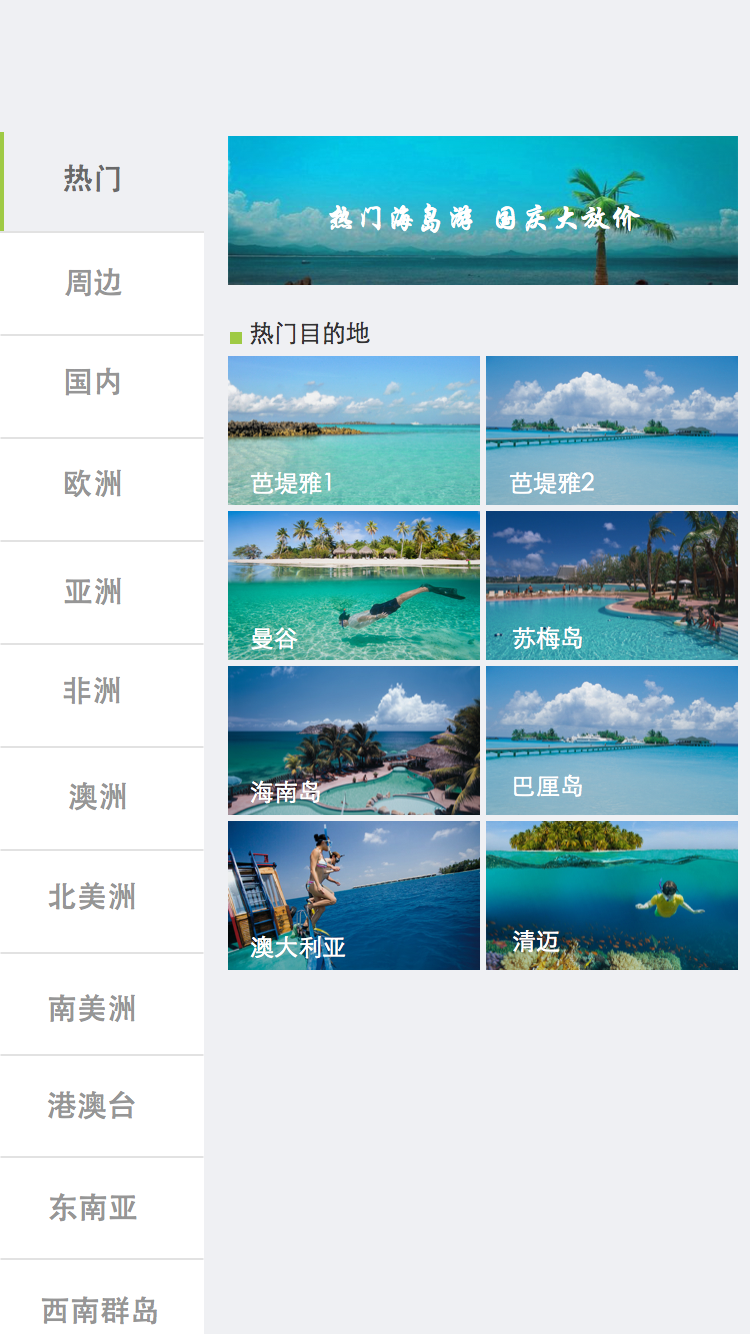 热门
周边
国内
欧洲
亚洲
非洲
澳洲
北美洲
南美洲
港澳台
东南亚
西南群岛
热门海岛游 国庆大放价
热门目的地
芭堤雅1
芭堤雅2
曼谷
苏梅岛
海南岛
巴厘岛
澳大利亚
清迈